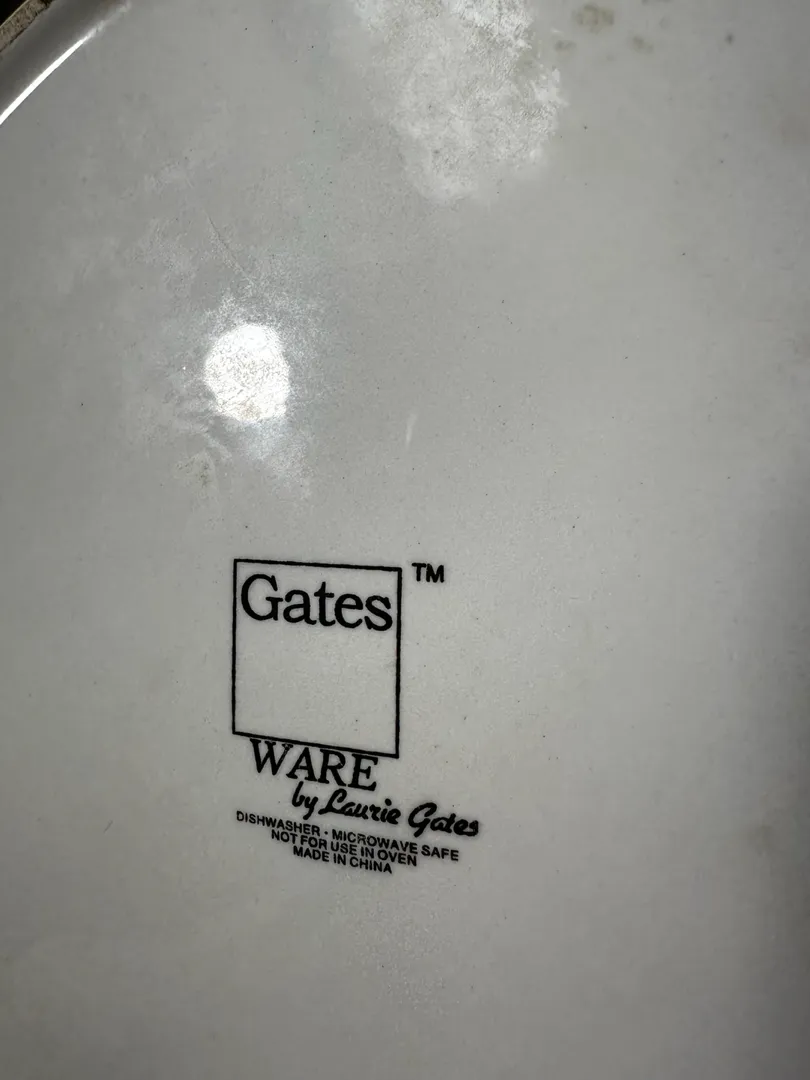 Gates TM
WARE
by Laurie Gates
DISHWASHER · MICROWAVE SAFE
NOT FOR USE IN OVEN
MADE IN CHINA